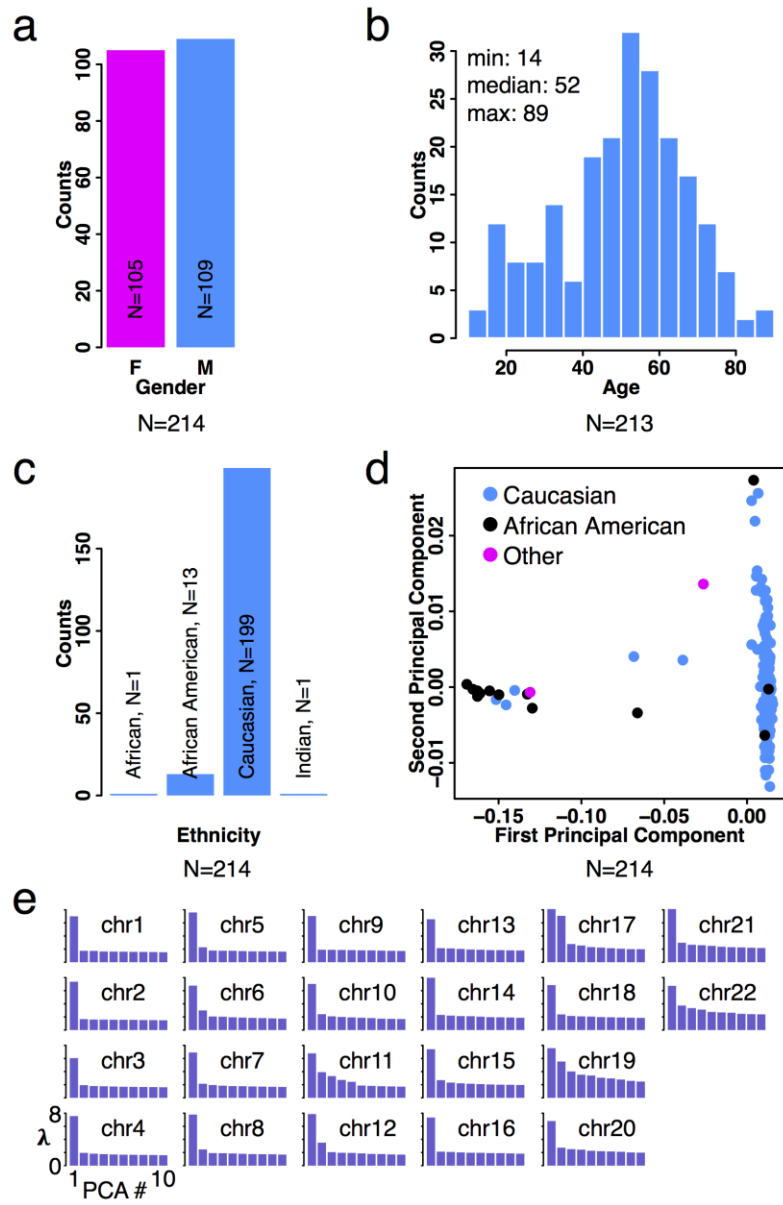 a
100
80
60
40
20
0
Counts
N=105
N=109
F M
Gender
N=214
b
min: 14
median: 52
max: 89
30
25
20
15
10
5
0
Counts
20 40 60 80
Age
N=213
c
150
100
50
0
Counts
African, N=1
African American, N=13
Caucasian, N=199
Indian, N=1
Ethnicity
N=214
d
Caucasian
African American
Other
0.02
0.01
0.00
−0.01
Second Principal Component
−0.15 −0.10 −0.05 0.00
First Principal Component
N=214
e
chr1 chr5 chr9 chr13 chr17 chr21
chr2 chr6 chr10 chr14 chr18 chr22
chr3 chr7 chr11 chr15 chr19
chr4 chr8 chr12 chr16 chr20
8
λ
0
1 10
PCA #